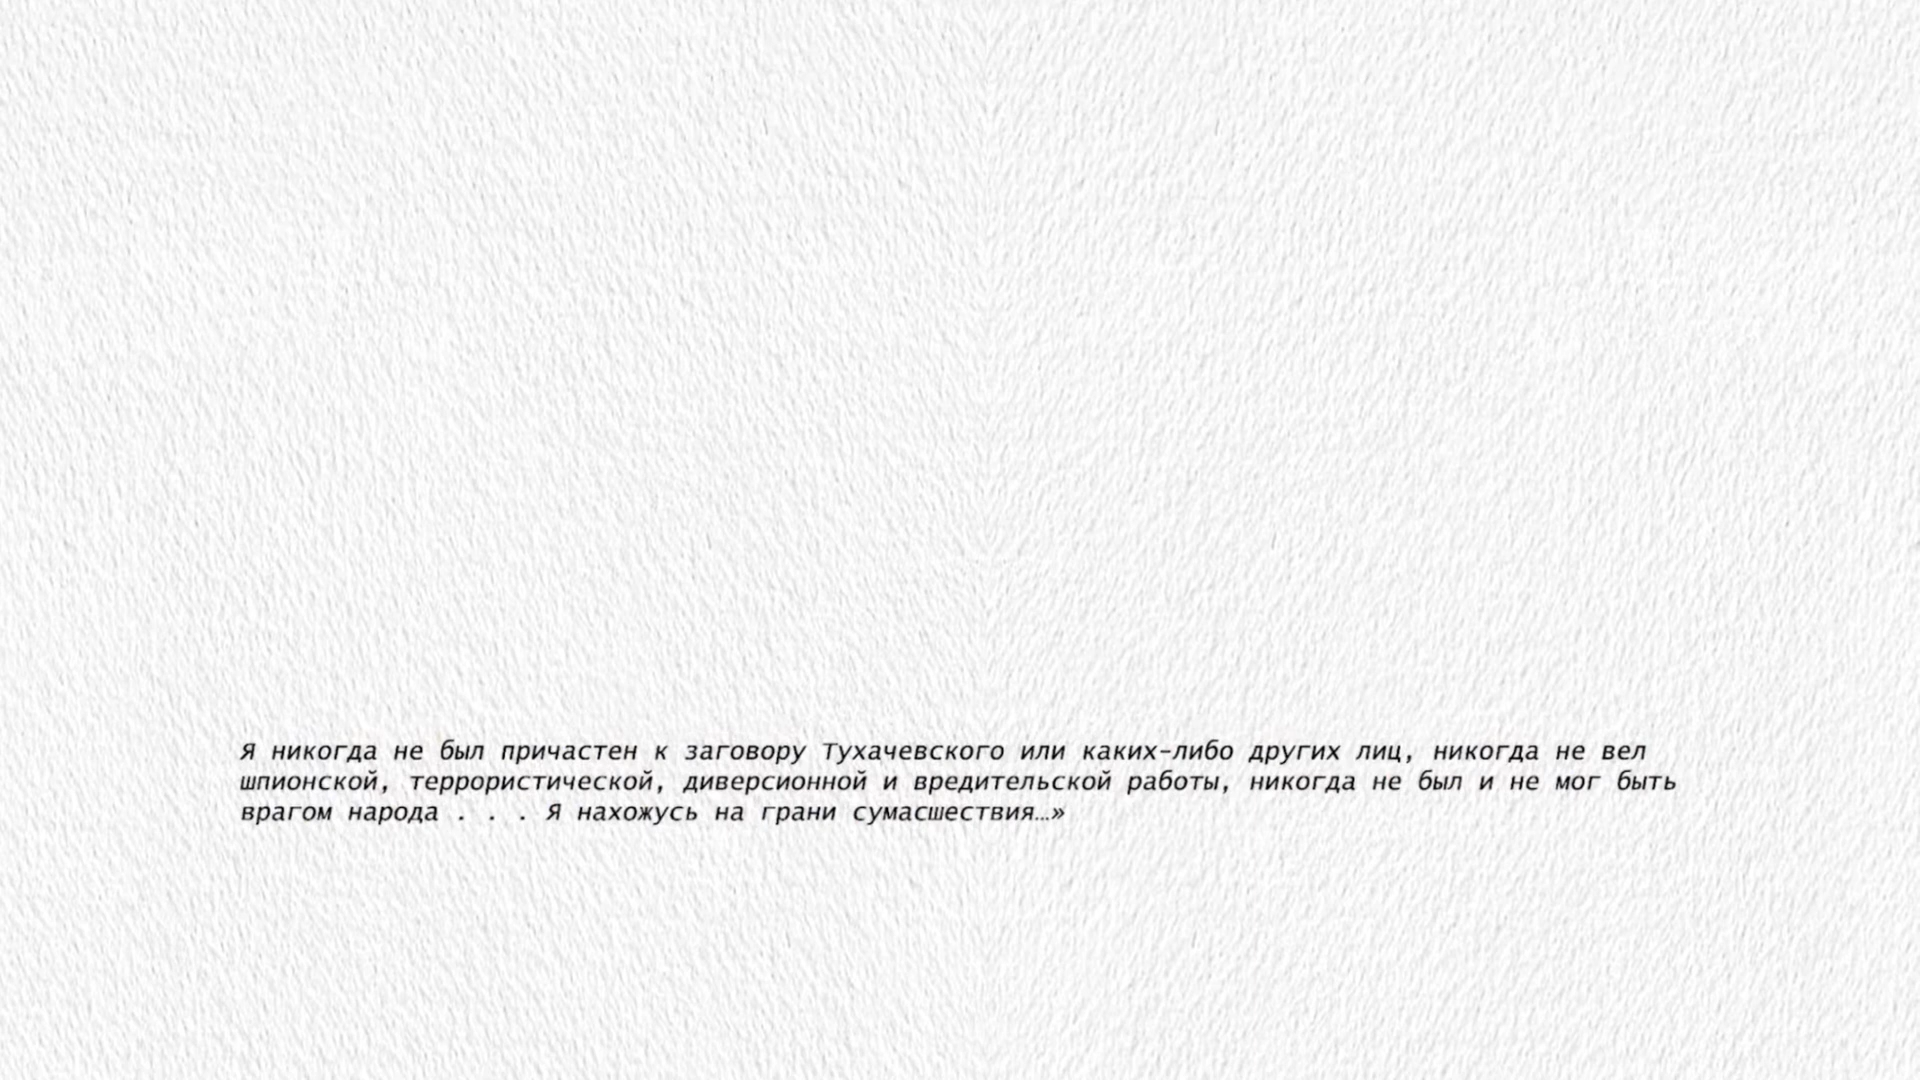 Я никогда не был причастен к заговору Тухачевского или каких-либо других лиц, никогда не вел
шпионской, террористической, диверсионной и вредительской работы, никогда не был и не мог быть
врагом народа . . . Я нахожусь на грани сумасшествия…»